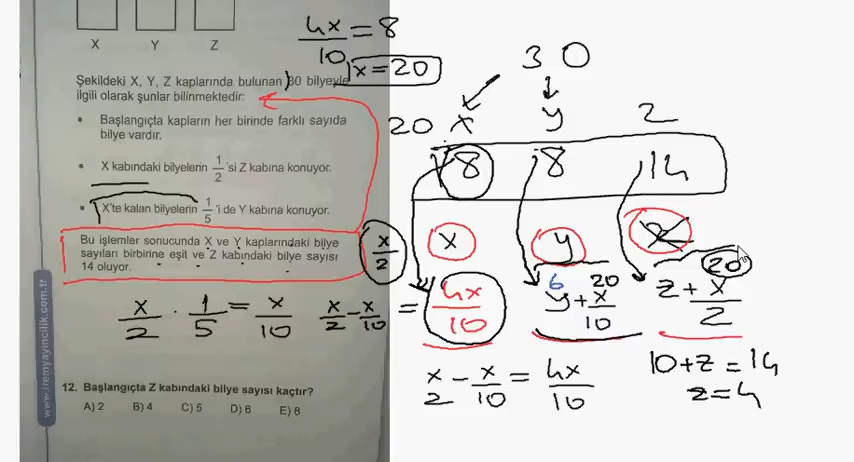 X Y Z
Şekildeki X, Y, Z kaplarında bulunan 30 bilyeyle
ilgili olarak şunlar bilinmektedir:
• Başlangıçta kapların her birinde farklı sayıda
bilye vardır.
• X kabındaki bilyelerin 1/2 'si Z kabına konuyor.
• X'te kalan bilyelerin 1/5 'i de Y kabına konuyor.
Bu işlemler sonucunda X ve Y kaplarındaki bilye
sayıları birbirine eşit ve Z kabındaki bilye sayısı
14 oluyor.
12. Başlangıçta Z kabındaki bilye sayısı kaçtır?
A) 2 B) 4 C) 5 D) 6 E) 8
www.iremyayincilik.com.tr
4x/10 = 8
x = 20
30
20 x y z
8 8 14
x/2 x y
6 20 20
4x/10 y + x/10 z + x/2
x/2 · 1/5 = x/10 x/2 - x/10 =
x/2 - x/10 = 4x/10
10 + z = 14
z = 4